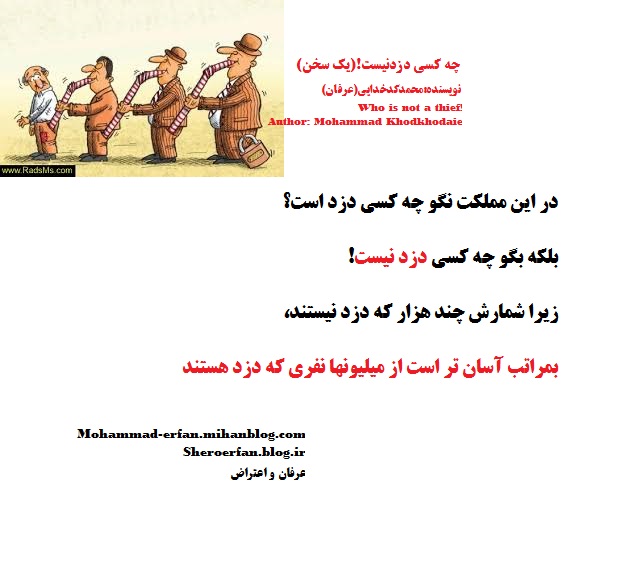 چه کسی دزدنیست!(یک سخن)
نویسنده:محمدکدخدایی(عرفان)
Who is not a thief!
Author: Mohammad Khodkhodaie
www.RadsMs.com
در این مملکت نگو چه کسی دزد است؟
بلکه بگو چه کسی دزد نیست!
زیرا شمارش چند هزار که دزد نیستند،
بمراتب آسان تر است از میلیونها نفری که دزد هستند
Mohammad-erfan.mihanblog.com
Sheroerfan.blog.ir
عرفان و اعتراض